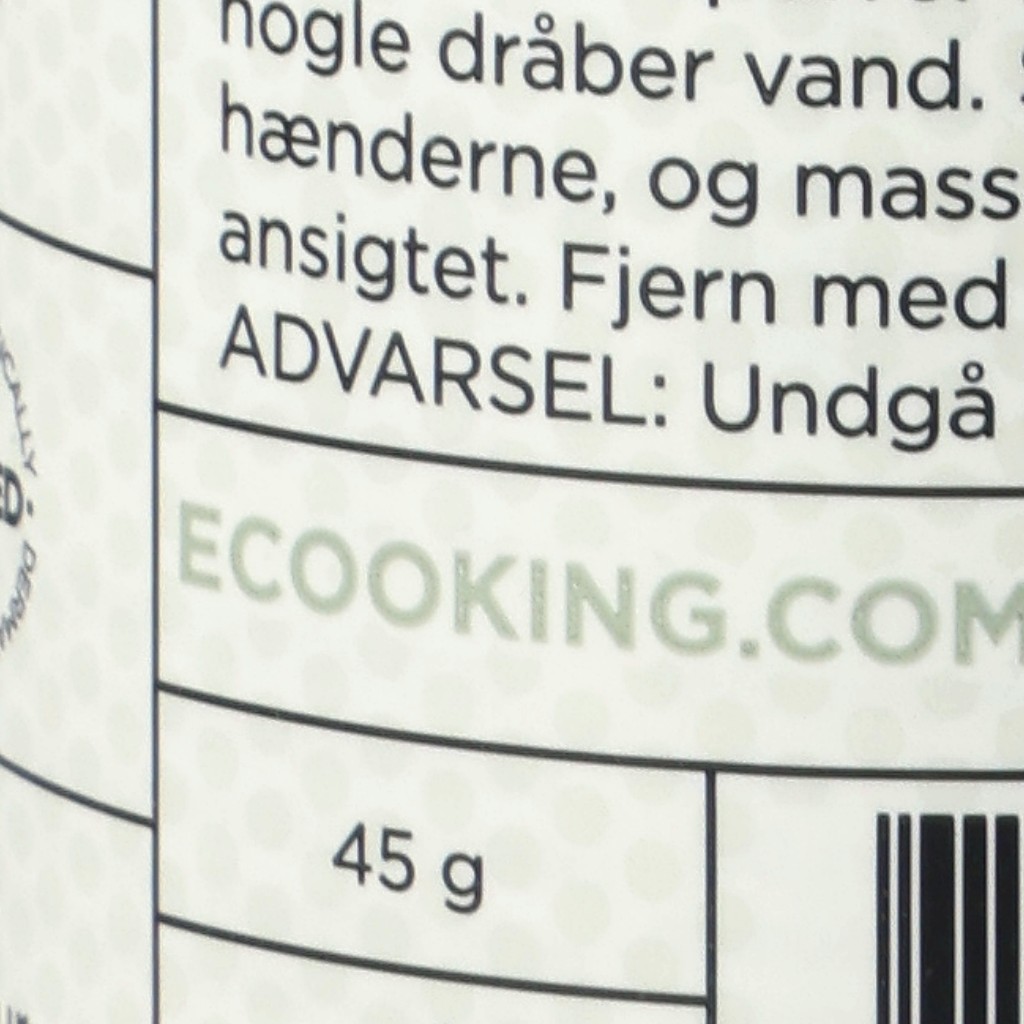 nogle dråber vand.
hænderne, og mass
ansigtet. Fjern med
ADVARSEL: Undgå
ECOOKING.COM
45 g